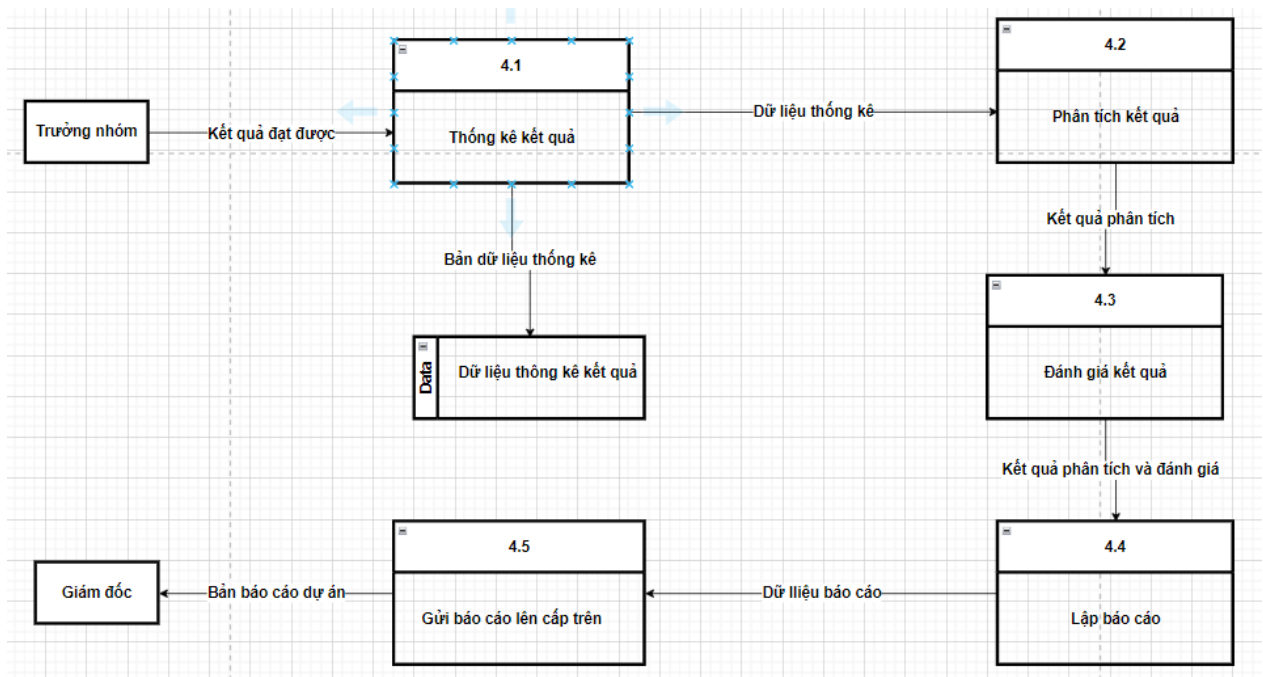 4.1
4.2
Trưởng nhóm
Kết quả đạt được
Thống kê kết quả
Dữ liệu thống kê
Phân tích kết quả
Kết quả phân tích
Bản dữ liệu thống kê
4.3
Data
Dữ liệu thông kê kết quả
Đánh giá kết quả
Kết quả phân tích và đánh giá
4.5
4.4
Giám đốc
Bản báo cáo dự án
Gửi báo cáo lên cấp trên
Dữ lliệu báo cáo
Lập báo cáo